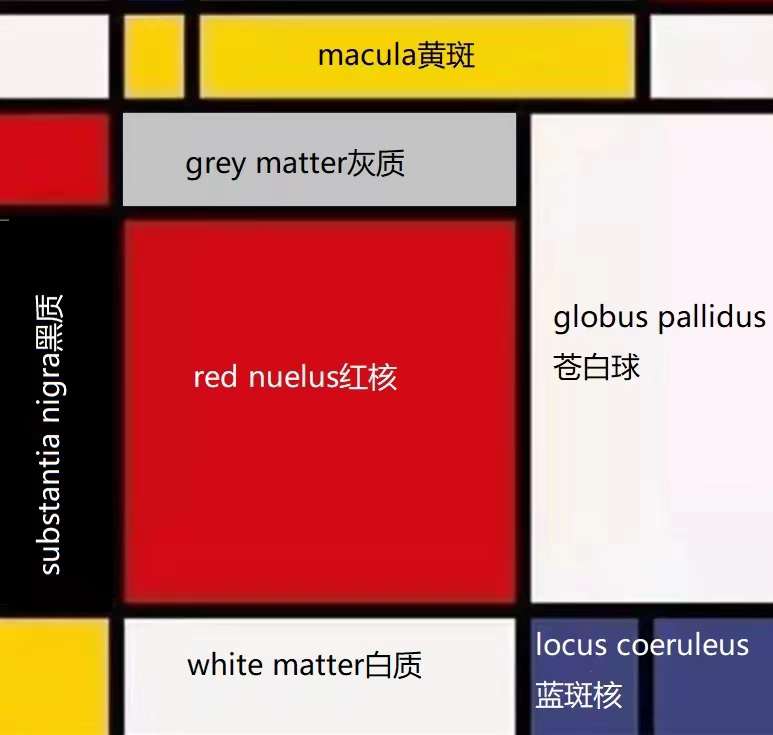 macula黄斑
grey matter灰质
substantia nigra黑质
red nuelus红核
globus pallidus
苍白球
white matter白质
locus coeruleus
蓝斑核